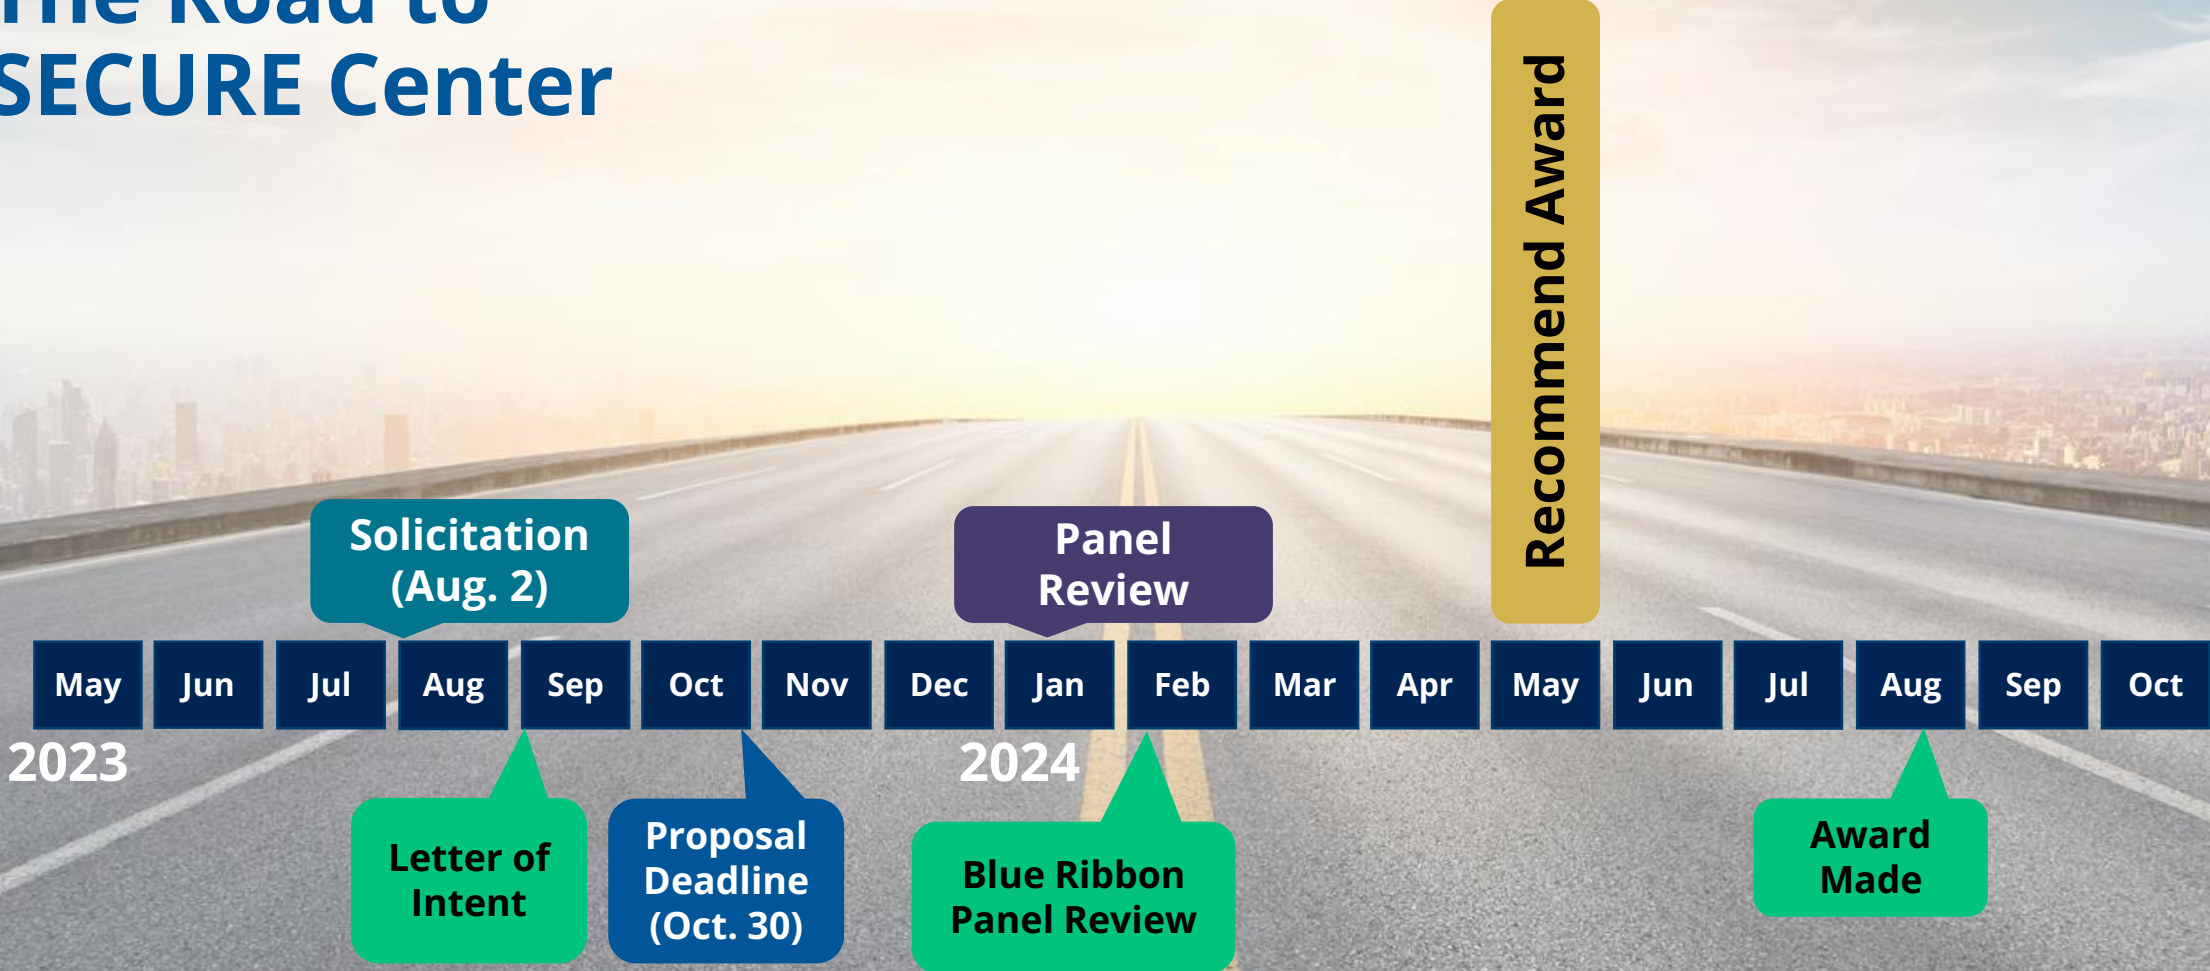 The Road to
SECURE Center
Recommend Award
Solicitation
(Aug. 2)
Panel
Review
May Jun Jul Aug Sep Oct Nov Dec Jan Feb Mar Apr May Jun Jul Aug Sep Oct
2023 2024
Letter of
Intent
Proposal
Deadline
(Oct. 30)
Blue Ribbon
Panel Review
Award
Made